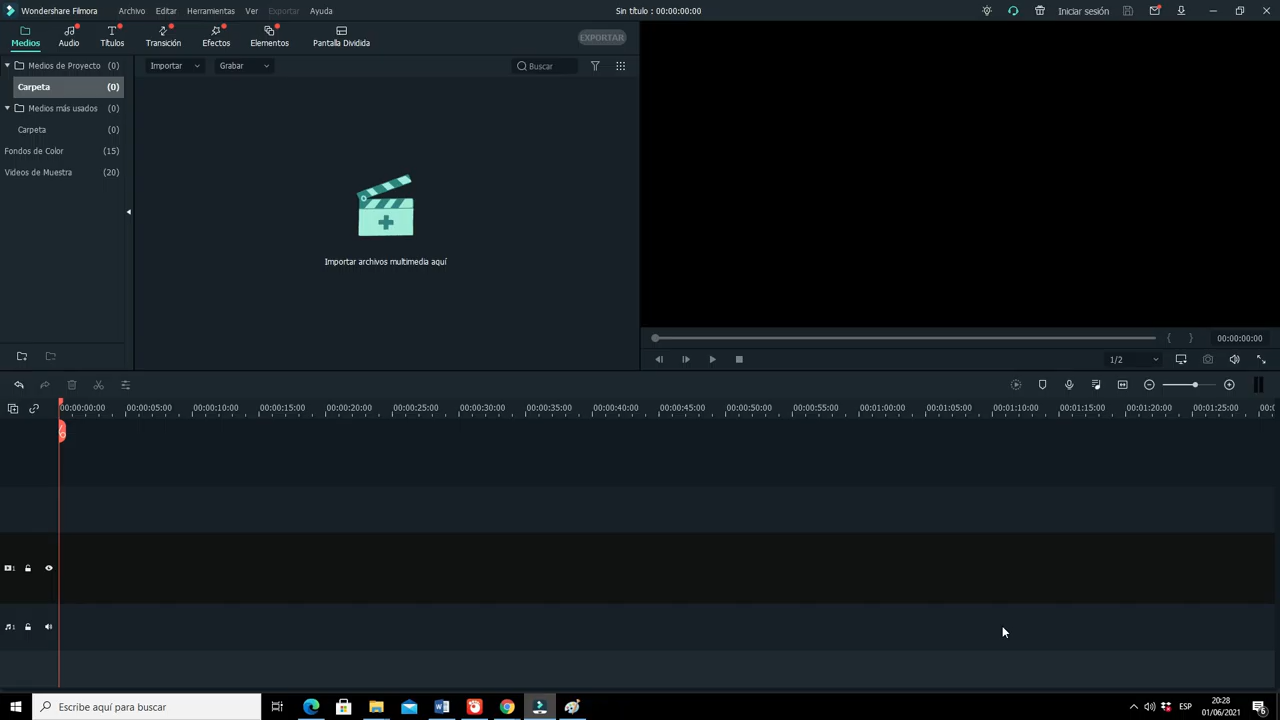 Wondershare Filmora Archivo Editar Herramientas Ver Exportar Ayuda Sin título : 00:00:00:00 Iniciar sesión
Medios Audio Títulos Transición Efectos Elementos Pantalla Dividida EXPORTAR
Medios de Proyecto (0) Importar Grabar Buscar
Carpeta (0)
Medios más usados (0)
Carpeta (0)
Fondos de Color (15)
Videos de Muestra (20)
Importar archivos multimedia aquí
00:00:00:00
1/2
00:00:00:00 00:00:05:00 00:00:10:00 00:00:15:00 00:00:20:00 00:00:25:00 00:00:30:00 00:00:35:00 00:00:40:00 00:00:45:00 00:00:50:00 00:00:55:00 00:01:00:00 00:01:05:00 00:01:10:00 00:01:15:00 00:01:20:00 00:01:25:00
1
1
Escribe aquí para buscar ESP 20:28
01/06/2021 6